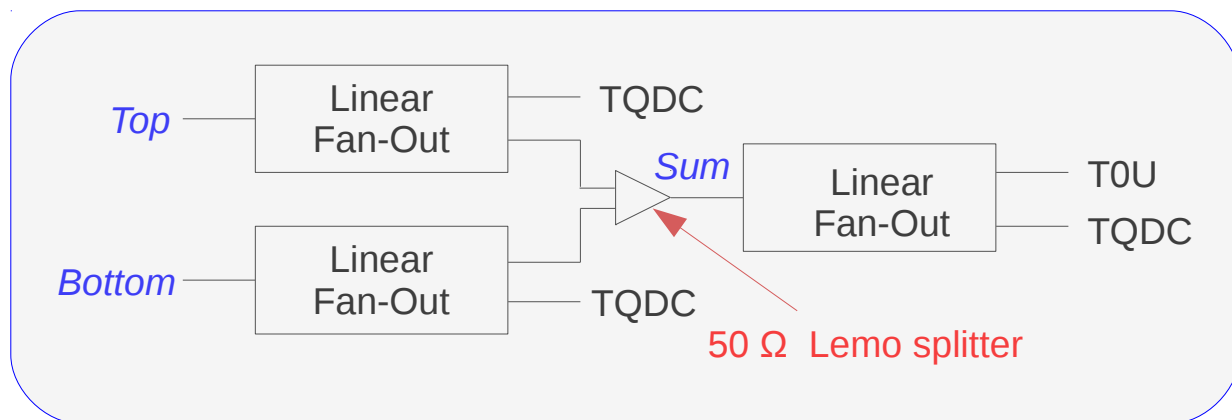 Top
Linear
Fan-Out
TQDC
Bottom
Linear
Fan-Out
TQDC
Sum
Linear
Fan-Out
T0U
TQDC
50 Ω Lemo splitter